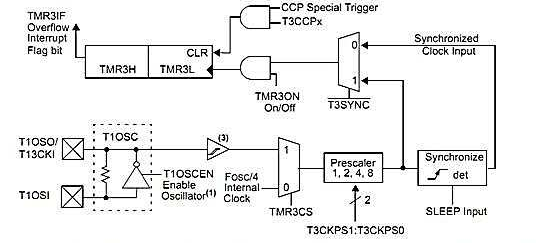 CCP Special Trigger
T3CCPx
TMR3IF
Overflow
Interrupt
Flag bit
CLR
TMR3H
TMR3L
TMR3ON
On/Off
0
1
Synchronized
Clock Input
T3SYNC
T1OSO/
T13CKI
T1OSC
T1OSI
T1OSCEN
Enable
Oscillator(1)
(3)
Fosc/4
Internal
Clock
1
0
TMR3CS
Prescaler
1, 2, 4, 8
2
T3CKPS1:T3CKPS0
Synchronize
det
SLEEP Input